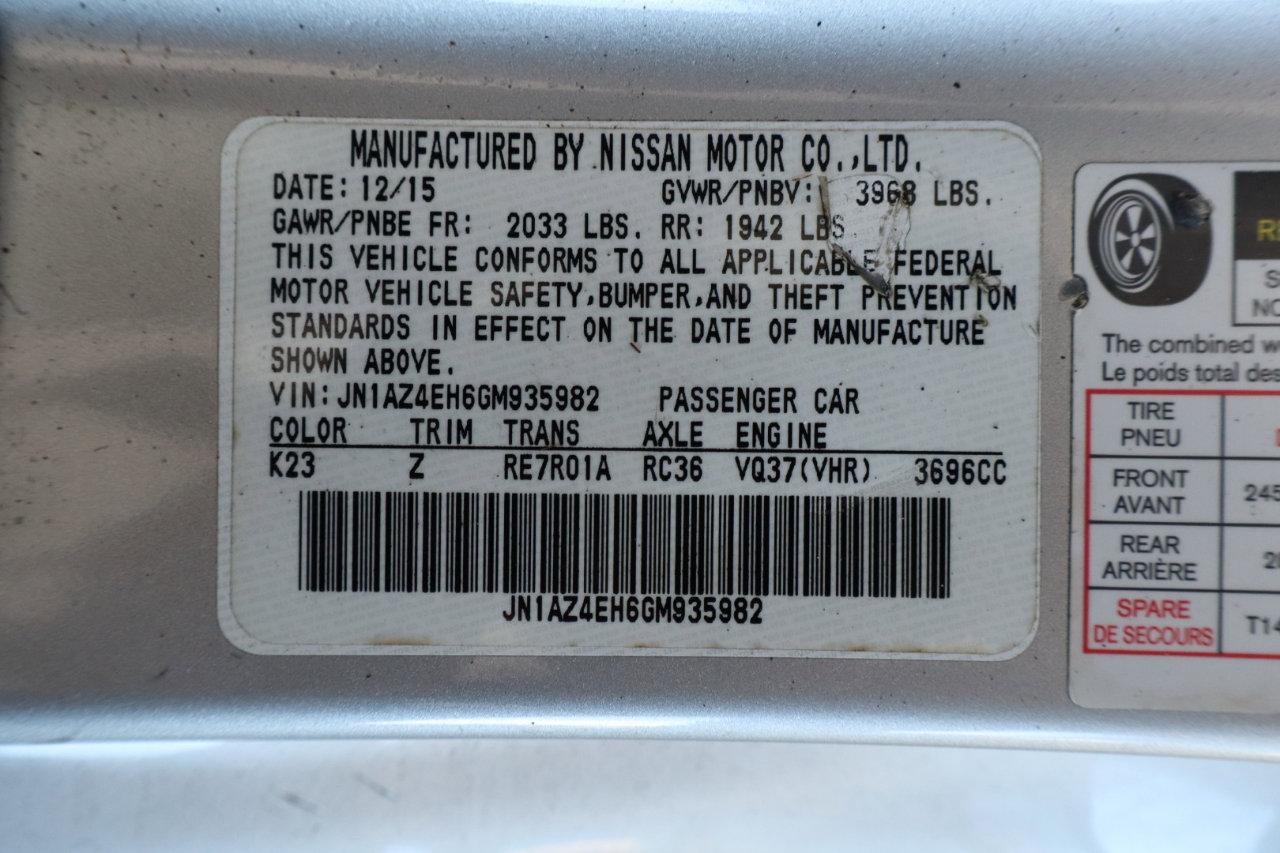 MANUFACTURED BY NISSAN MOTOR CO.,LTD.
DATE: 12/15 GVWR/PNBV: 3968 LBS.
GAWR/PNBE FR: 2033 LBS. RR: 1942 LBS
THIS VEHICLE CONFORMS TO ALL APPLICABLE FEDERAL
MOTOR VEHICLE SAFETY,BUMPER,AND THEFT PREVENTION
STANDARDS IN EFFECT ON THE DATE OF MANUFACTURE
SHOWN ABOVE.
VIN: JN1AZ4EH6GM935982 PASSENGER CAR
COLOR TRIM TRANS AXLE ENGINE
K23 Z RE7R01A RC36 VQ37(VHR) 3696CC
JN1AZ4EH6GM935982
The combined
Le poids total des
TIRE
PNEU
FRONT
AVANT
245
REAR
ARRIÈRE
SPARE
DE SECOURS
T14